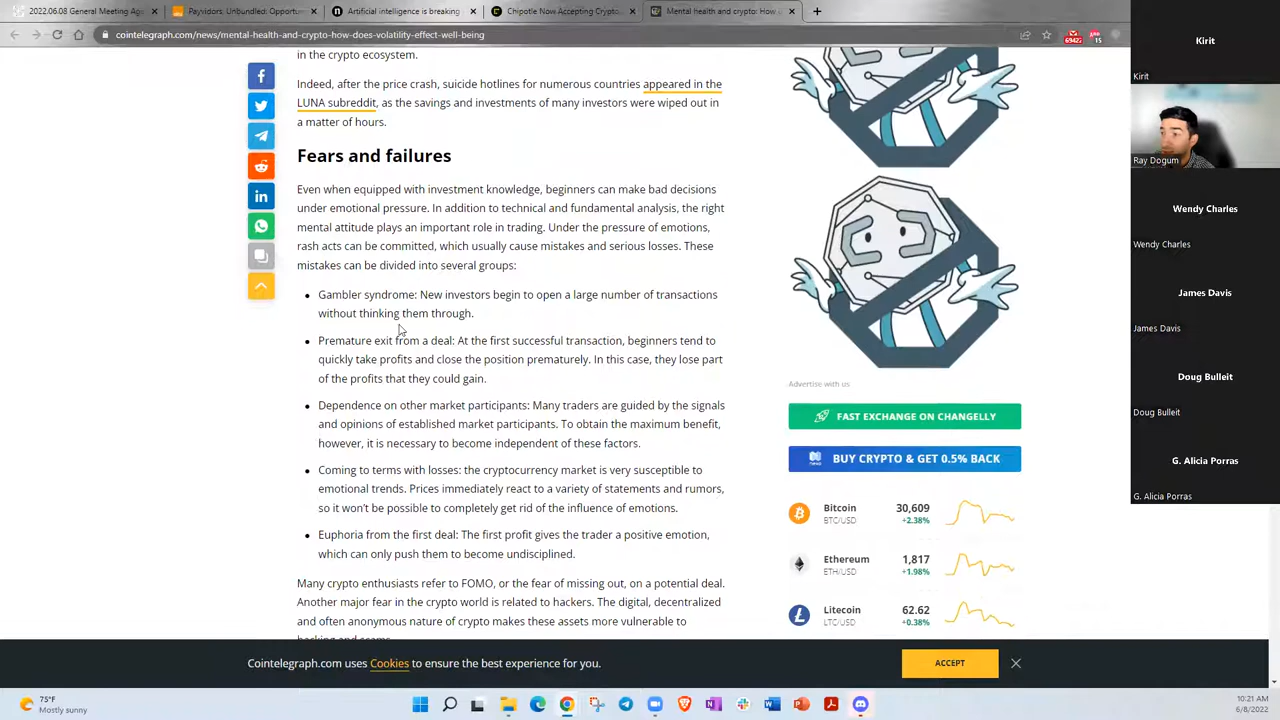 2022.06.08 General Meeting Age
Payvidors: Unbundled: Opportun
Artificial intelligence is breaking
Chipotle Now Accepting Crypto
Mental health and crypto: how do
cointelegraph.com/news/mental-health-and-crypto-how-does-volatility-effect-well-being
in the crypto ecosystem.
Indeed, after the price crash, suicide hotlines for numerous countries appeared in the
LUNA subreddit, as the savings and investments of many investors were wiped out in
a matter of hours.
Fears and failures
Even when equipped with investment knowledge, beginners can make bad decisions
under emotional pressure. In addition to technical and fundamental analysis, the right
mental attitude plays an important role in trading. Under the pressure of emotions,
rash acts can be committed, which usually cause mistakes and serious losses. These
mistakes can be divided into several groups:
Gambler syndrome: New investors begin to open a large number of transactions
without thinking them through.
Premature exit from a deal: At the first successful transaction, beginners tend to
quickly take profits and close the position prematurely. In this case, they lose part
of the profits that they could gain.
Dependence on other market participants: Many traders are guided by the signals
and opinions of established market participants. To obtain the maximum benefit,
however, it is necessary to become independent of these factors.
Coming to terms with losses: the cryptocurrency market is very susceptible to
emotional trends. Prices immediately react to a variety of statements and rumors,
so it won't be possible to completely get rid of the influence of emotions.
Euphoria from the first deal: The first profit gives the trader a positive emotion,
which can only push them to become undisciplined.
Many crypto enthusiasts refer to FOMO, or the fear of missing out, on a potential deal.
Another major fear in the crypto world is related to hackers. The digital, decentralized
and often anonymous nature of crypto makes these assets more vulnerable to
hacking and scams.
Advertise with us
FAST EXCHANGE ON CHANGELLY
BUY CRYPTO & GET 0.5% BACK
Bitcoin 30,609
BTC/USD +2.38%
Ethereum 1,817
ETH/USD +1.98%
Litecoin 62.62
LTC/USD +0.38%
Cointelegraph.com uses Cookies to ensure the best experience for you.
ACCEPT
Kirit
Kirit
Ray Dogum
Wendy Charles
Wendy Charles
James Davis
James Davis
Doug Bulleit
Doug Bulleit
G. Alicia Porras
G. Alicia Porras
75°F
Mostly sunny
10:21 AM
6/8/2022